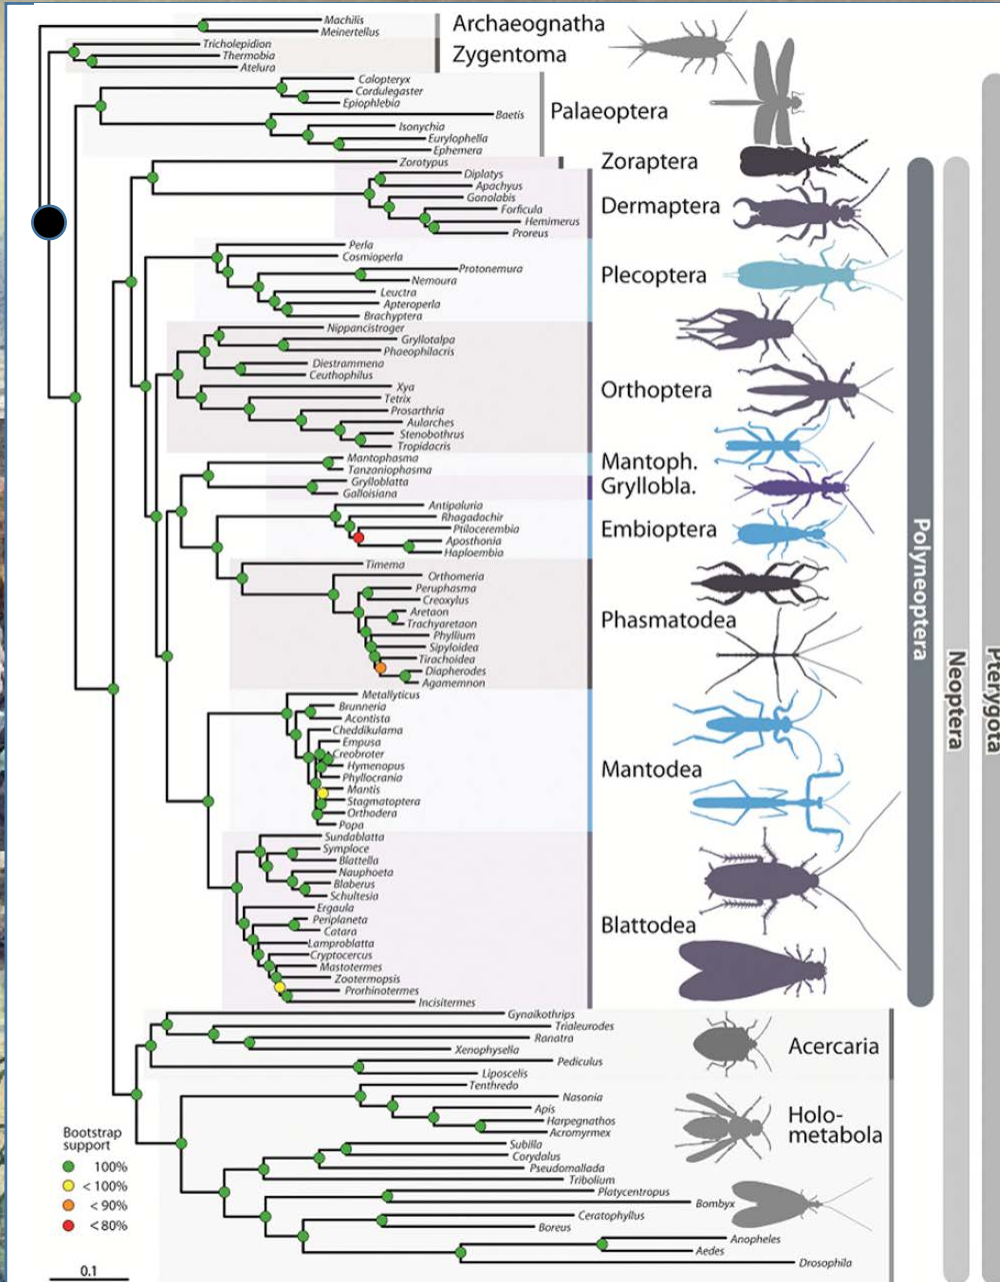 Machilis
Meinertellus
Archaeognatha
Tricholepidion
Thermobia
Atelura
Zygentoma
Calopteryx
Cordulegaster
Epiophlebia
Baetis
Isonychia
Eurylophella
Ephemera
Palaeoptera
Zorotypus
Zoraptera
Diplatys
Apachyus
Gonolabis
Forficula
Hemimerus
Proreus
Dermaptera
Perla
Cosmioperla
Protonemura
Nemoura
Leuctra
Apteroperla
Brachyptera
Plecoptera
Nippancistroger
Gryllotalpa
Phaeophilacris
Diestrammena
Ceuthophilus
Xya
Tetrix
Prosarthria
Aularches
Stenobothrus
Tropidacris
Orthoptera
Mantophasma
Tanzaniophasma
Mantoph.
Grylloblatta
Galloisiana
Gryllobla.
Antipaluria
Rhagadochir
Ptilocerembia
Aposthonia
Haploembia
Embioptera
Timema
Orthomeria
Peruphasma
Creoxylus
Aretaon
Trachyaretaon
Phyllium
Sipyloidea
Tirachoidea
Diapherodes
Agamemnon
Phasmatodea
Metallyticus
Brunneria
Acontista
Cheddikulama
Empusa
Creobroter
Hymenopus
Phyllocrania
Mantis
Stagmatoptera
Orthodera
Popa
Mantodea
Sundablatta
Symploce
Blattella
Nauphoeta
Blaberus
Schultesia
Ergaula
Periplaneta
Catara
Lamproblatta
Cryptocercus
Mastotermes
Zootermopsis
Prorhinotermes
Incisitermes
Blattodea
Polyneoptera
Neoptera
Pterygota
Gynaikothrips
Trialeurodes
Ranatra
Xenophysella
Pediculus
Liposcelis
Acercaria
Tenthredo
Nasonia
Apis
Harpegnathos
Acromyrmex
Subilla
Corydalus
Pseudomallada
Tribolium
Platycentropus
Bombyx
Ceratophyllus
Boreus
Anopheles
Aedes
Drosophila
Holo-
metabola
Bootstrap
support
100%
< 100%
< 90%
< 80%
0.1